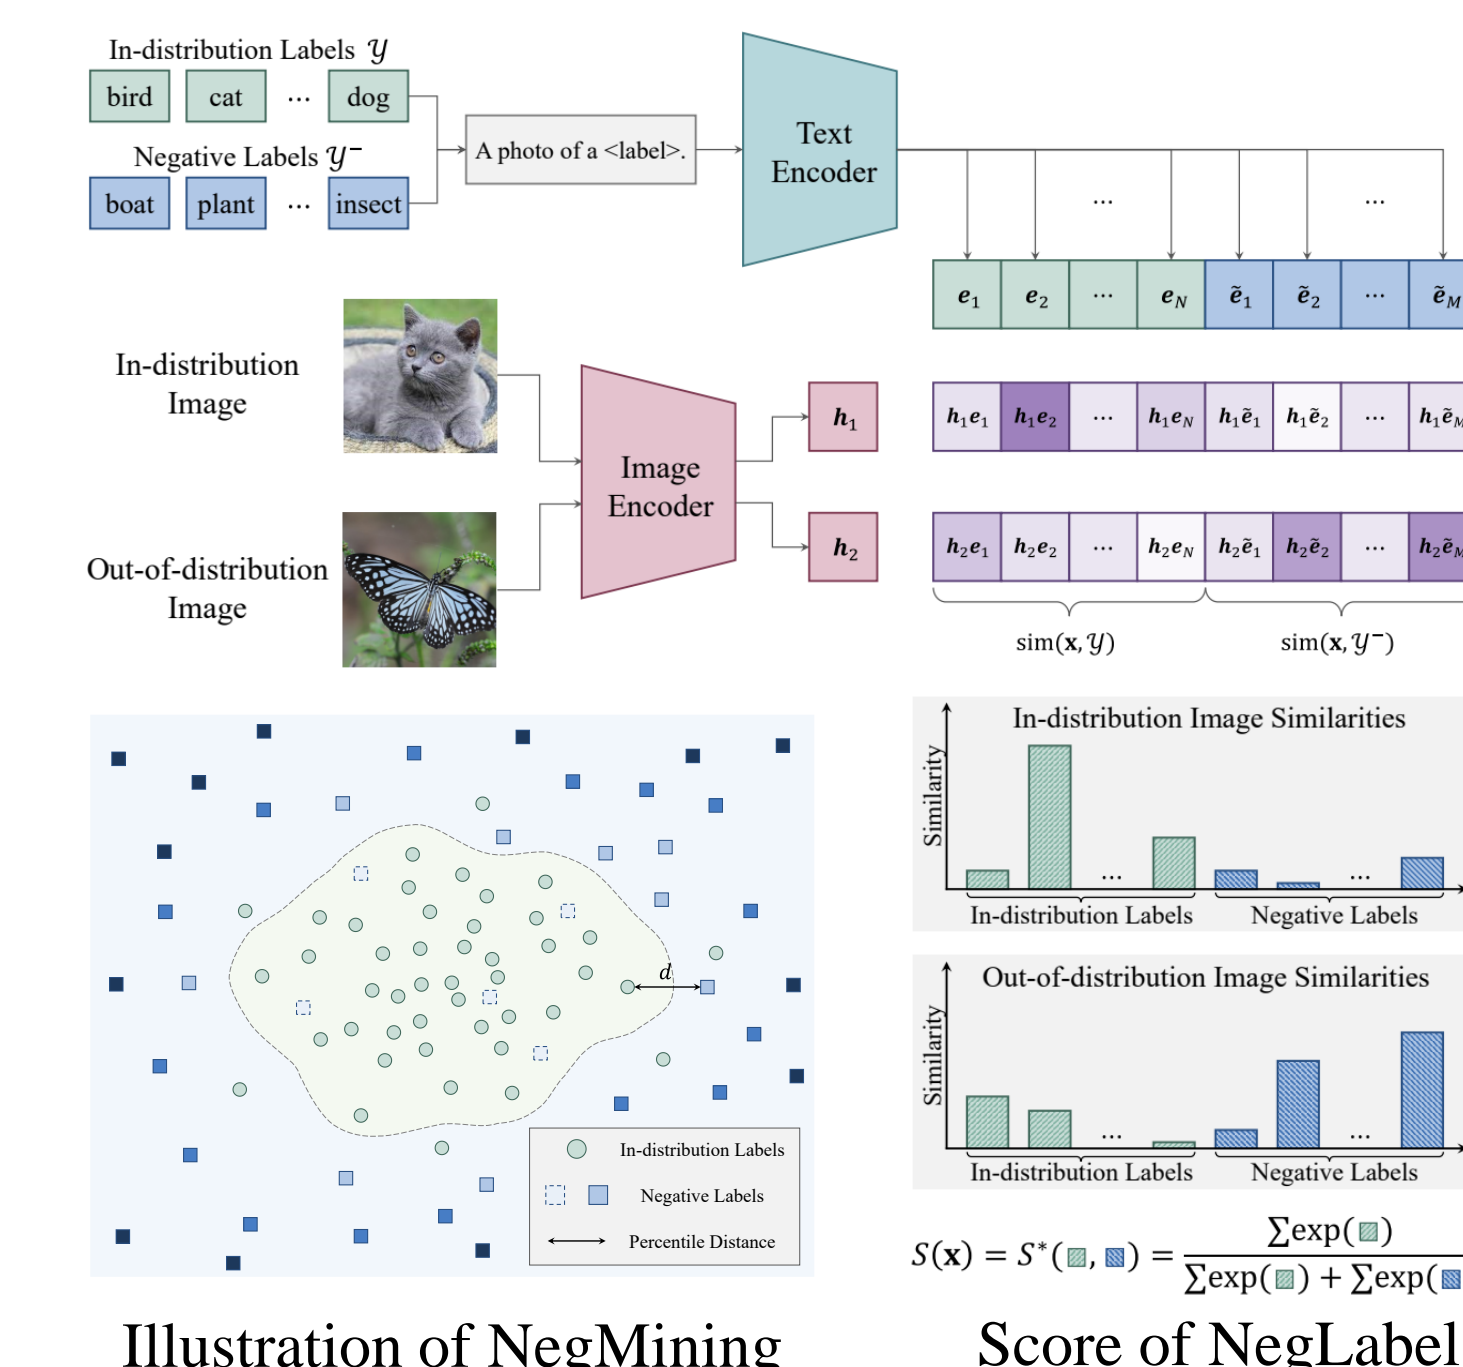 In-distribution Labels 𝒴
bird cat ... dog
Negative Labels 𝒴⁻
boat plant ... insect
A photo of a <label>.
Text
Encoder
... ...
e₁ e₂ ... e_N ẽ₁ ẽ₂ ... ẽ_M
In-distribution
Image
Out-of-distribution
Image
Image
Encoder
h₁
h₂
h₁e₁ h₁e₂ ... h₁e_N h₁ẽ₁ h₁ẽ₂ ... h₁ẽ_M
h₂e₁ h₂e₂ ... h₂e_N h₂ẽ₁ h₂ẽ₂ ... h₂ẽ_M
sim(x, 𝒴) sim(x, 𝒴⁻)
d
In-distribution Labels
Negative Labels
Percentile Distance
Illustration of NegMining
In-distribution Image Similarities
Similarity
... ...
In-distribution Labels Negative Labels
Out-of-distribution Image Similarities
Similarity
... ...
In-distribution Labels Negative Labels
∑exp( )
S(x) = S*( , ) =
∑exp( ) + ∑exp(
Score of NegLabel